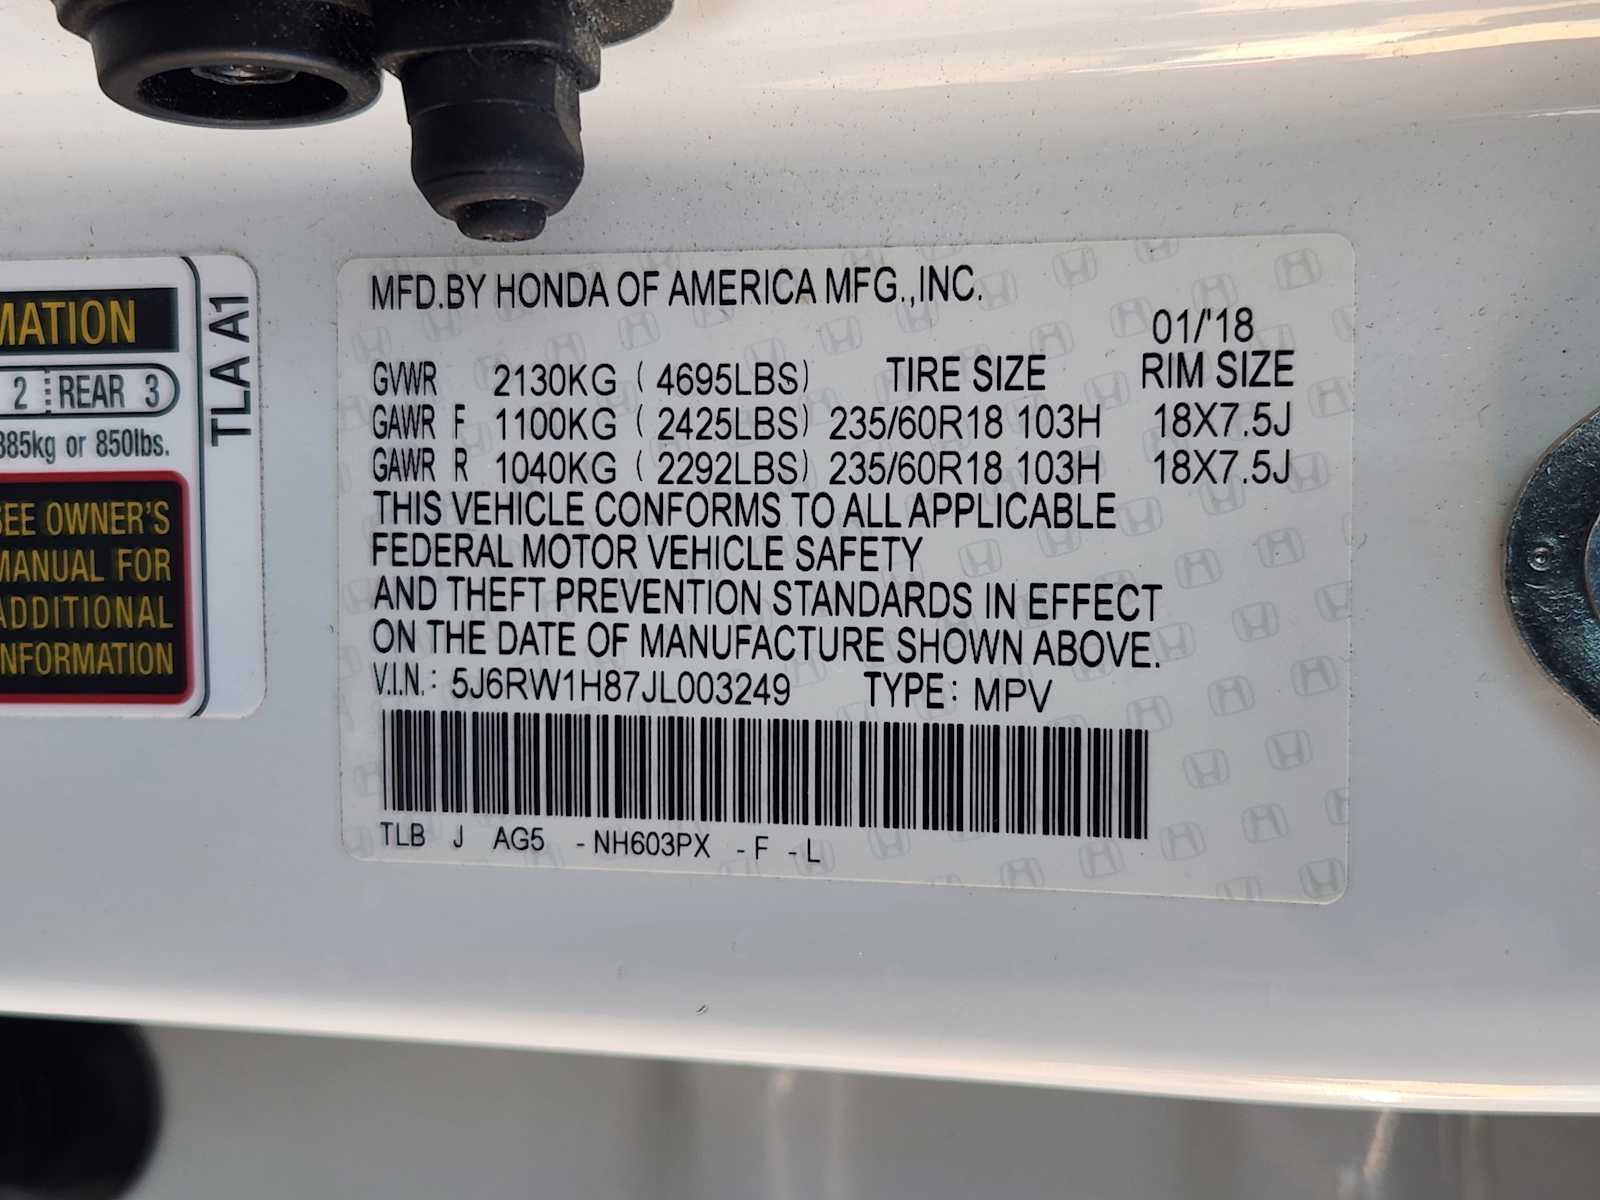 MATION
2 REAR 3
385kg or 850lbs.
SEE OWNER'S
MANUAL FOR
ADDITIONAL
INFORMATION
TLA A1
MFD.BY HONDA OF AMERICA MFG.,INC.
01/'18
GVWR 2130KG (4695LBS) TIRE SIZE RIM SIZE
GAWR F 1100KG (2425LBS) 235/60R18 103H 18X7.5J
GAWR R 1040KG (2292LBS) 235/60R18 103H 18X7.5J
THIS VEHICLE CONFORMS TO ALL APPLICABLE
FEDERAL MOTOR VEHICLE SAFETY
AND THEFT PREVENTION STANDARDS IN EFFECT
ON THE DATE OF MANUFACTURE SHOWN ABOVE.
V.I.N.: 5J6RW1H87JL003249 TYPE: MPV
TLB J AG5 -NH603PX -F -L